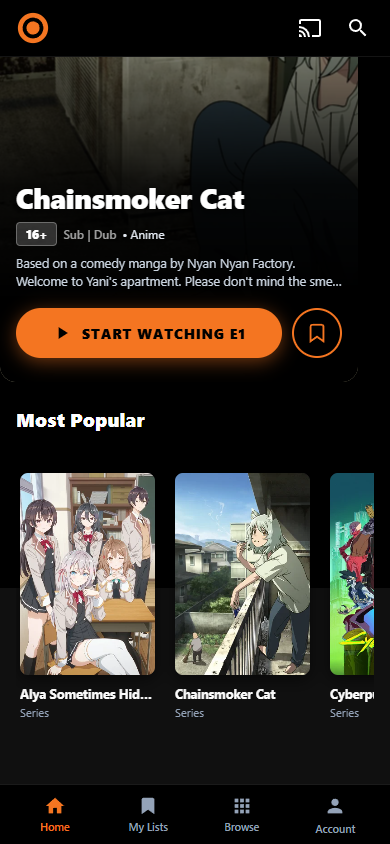 Chainsmoker Cat
16+ Sub | Dub • Anime
Based on a comedy manga by Nyan Nyan Factory.
Welcome to Yani's apartment. Please don't mind the sme...
START WATCHING E1
Most Popular
Alya Sometimes Hid...
Series
Chainsmoker Cat
Series
Cyberpu
Series
Home
My Lists
Browse
Account